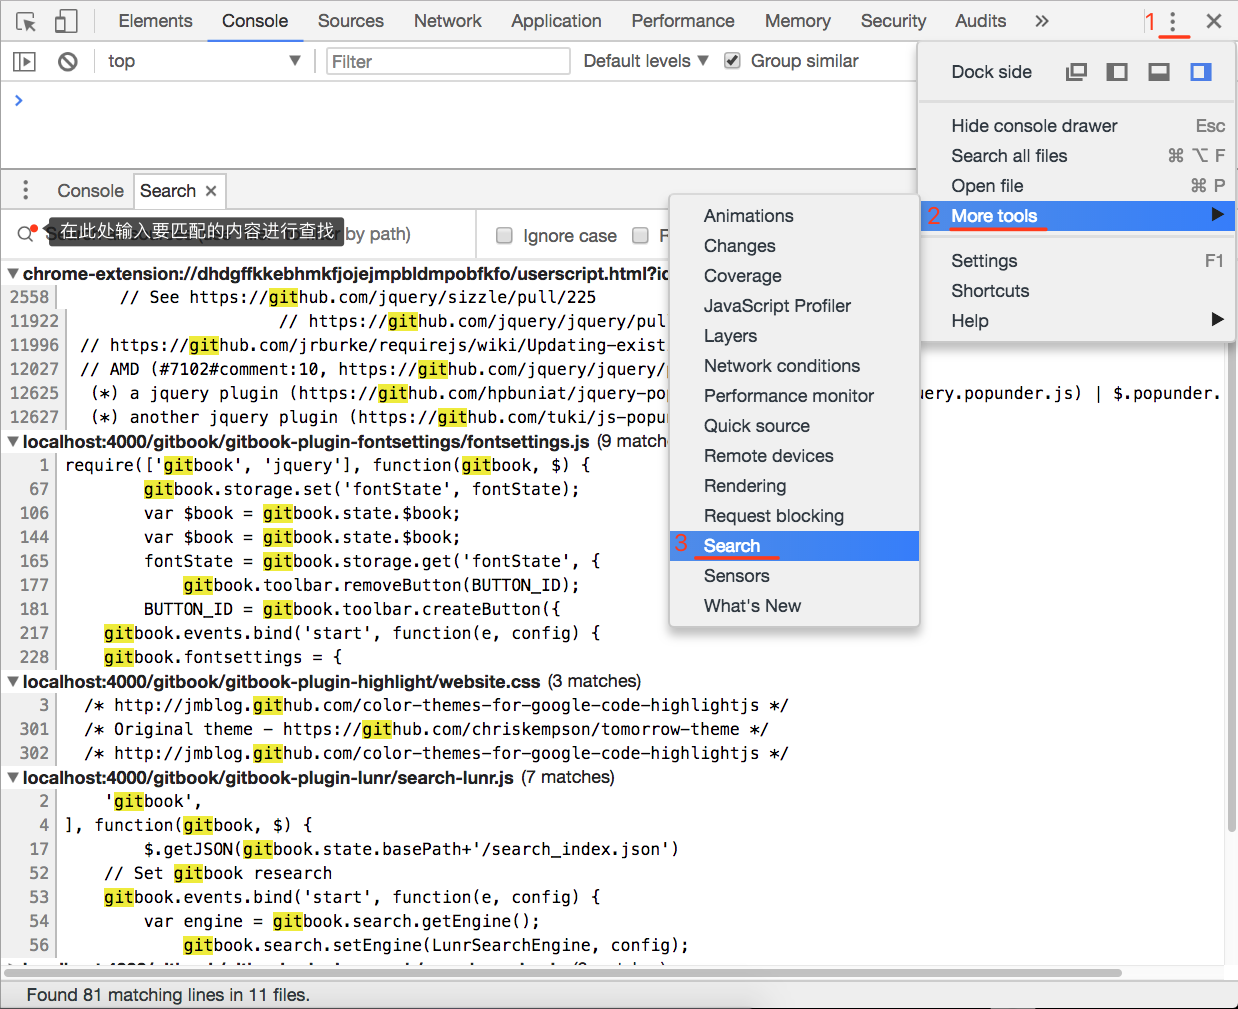 Elements Console Sources Network Application Performance Memory Security Audits » 1
top Filter Default levels Group similar
Dock side
Hide console drawer Esc
Search all files ⌘ ⌥ F
Open file ⌘ P
2 More tools
Settings F1
Shortcuts
Help
Console Search ×
在此处输入要匹配的内容进行查找 by path) Ignore case
Animations
Changes
Coverage
JavaScript Profiler
Layers
Network conditions
Performance monitor
Quick source
Remote devices
Rendering
Request blocking
3 Search
Sensors
What's New
chrome-extension://dhdgffkkebhmkfjojejmpbldmpobfkfo/userscript.html?id
2558 // See https://github.com/jquery/sizzle/pull/225
11922 // https://github.com/jquery/jquery/pul
11996 // https://github.com/jrburke/requirejs/wiki/Updating-exist
12027 // AMD (#7102#comment:10, https://github.com/jquery/jquery/
12625 (*) a jquery plugin (https://github.com/hpbuniat/jquery-po uery.popunder.js) | $.popunder.
12627 (*) another jquery plugin (https://github.com/tuki/js-popu
localhost:4000/gitbook/gitbook-plugin-fontsettings/fontsettings.js (9 matche
1 require(['gitbook', 'jquery'], function(gitbook, $) {
67 gitbook.storage.set('fontState', fontState);
106 var $book = gitbook.state.$book;
144 var $book = gitbook.state.$book;
165 fontState = gitbook.storage.get('fontState', {
177 gitbook.toolbar.removeButton(BUTTON_ID);
181 BUTTON_ID = gitbook.toolbar.createButton({
217 gitbook.events.bind('start', function(e, config) {
228 gitbook.fontsettings = {
localhost:4000/gitbook/gitbook-plugin-highlight/website.css (3 matches)
3 /* http://jmblog.github.com/color-themes-for-google-code-highlightjs */
301 /* Original theme - https://github.com/chriskempson/tomorrow-theme */
302 /* http://jmblog.github.com/color-themes-for-google-code-highlightjs */
localhost:4000/gitbook/gitbook-plugin-lunr/search-lunr.js (7 matches)
2 'gitbook',
4 ], function(gitbook, $) {
17 $.getJSON(gitbook.state.basePath+'/search_index.json')
52 // Set gitbook research
53 gitbook.events.bind('start', function(e, config) {
54 var engine = gitbook.search.getEngine();
56 gitbook.search.setEngine(LunrSearchEngine, config);
Found 81 matching lines in 11 files.